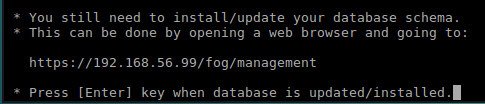 * You still need to install/update your database schema.
* This can be done by opening a web browser and going to:
https://192.168.56.99/fog/management
* Press [Enter] key when database is updated/installed.